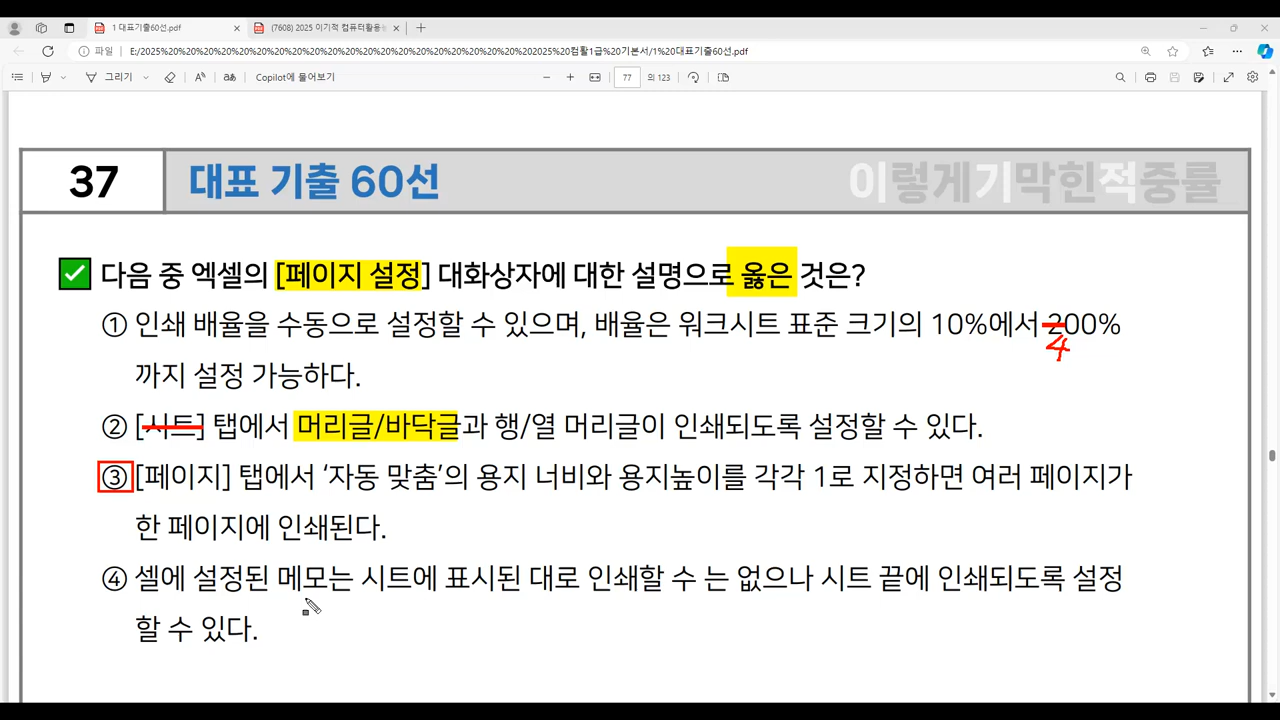 1 대표기출60선.pdf
(7608) 2025 이기적 컴퓨터활용능
파일
E:/2025%20%20%20%20%20%20%20%20%20%20%20%20%20%20%20%20%20%20%20%20%20%202025%20컴활1급%20기본서/1%20대표기출60선.pdf
그리기
Copilot에 물어보기
77 의 123
37
대표 기출 60선
이렇게기막힌적중률
다음 중 엑셀의 [페이지 설정] 대화상자에 대한 설명으로 옳은 것은?
① 인쇄 배율을 수동으로 설정할 수 있으며, 배율은 워크시트 표준 크기의 10%에서 200%
4
까지 설정 가능하다.
② [시트] 탭에서 머리글/바닥글과 행/열 머리글이 인쇄되도록 설정할 수 있다.
③ [페이지] 탭에서 ‘자동 맞춤’의 용지 너비와 용지높이를 각각 1로 지정하면 여러 페이지가
한 페이지에 인쇄된다.
④ 셀에 설정된 메모는 시트에 표시된 대로 인쇄할 수 는 없으나 시트 끝에 인쇄되도록 설정
할 수 있다.